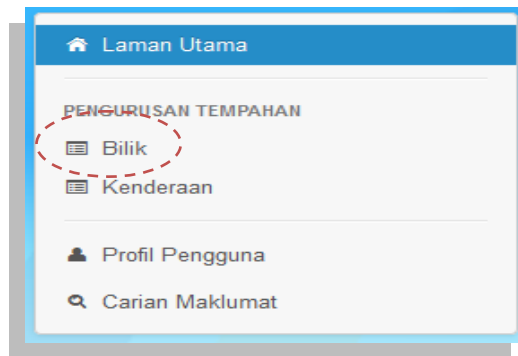 Laman Utama
PENGURUSAN TEMPAHAN
Bilik
Kenderaan
Profil Pengguna
Carian Maklumat